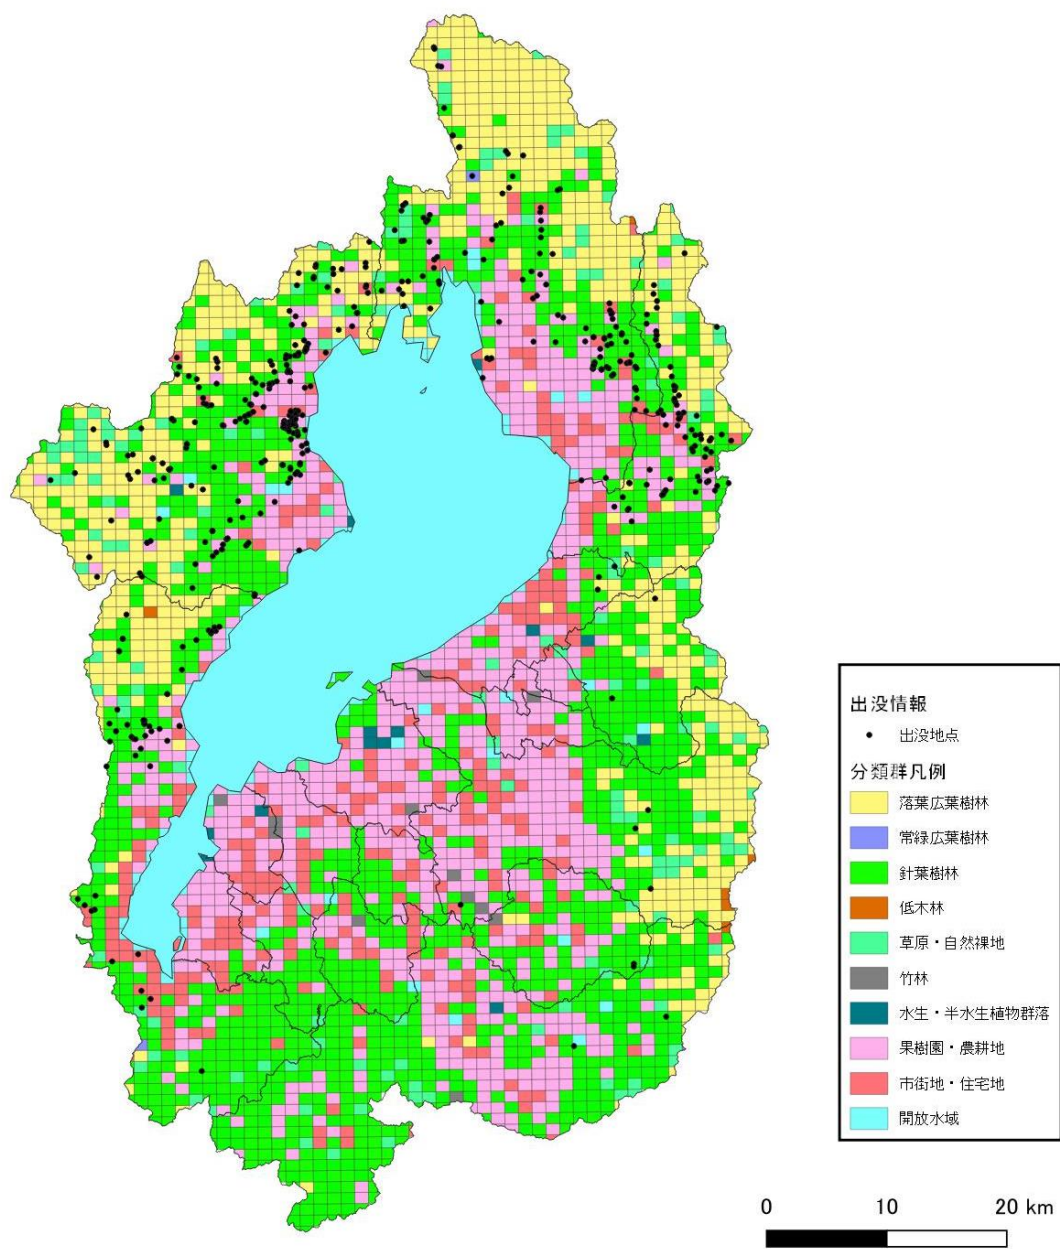 出没情報
出没地点
分類群凡例
落葉広葉樹林
常緑広葉樹林
針葉樹林
低木林
草原・自然裸地
竹林
水生・半水生植物群落
果樹園・農耕地
市街地・住宅地
開放水域
0 10 20 km